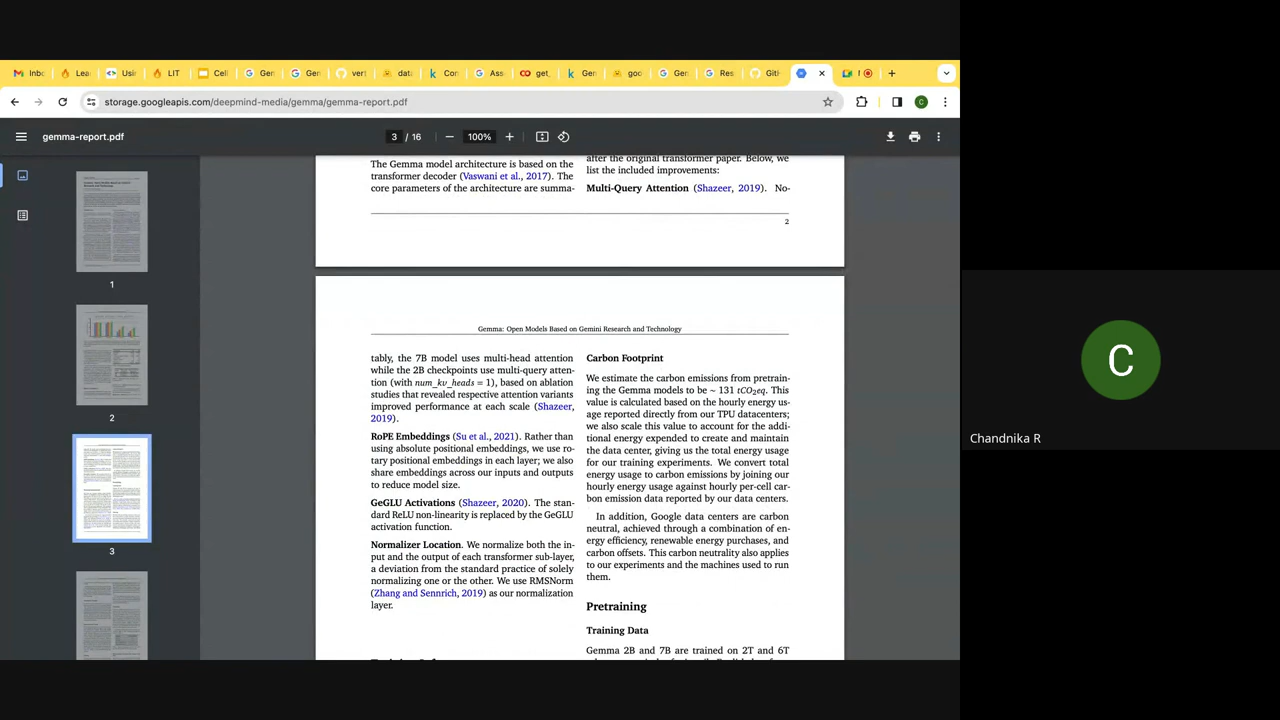 Inb
Lea
Usin
LIT
Cell
Gen
Gen
vert
data
Con
Ass
get_
Gen
goo
Gen
Res
GitH
storage.googleapis.com/deepmind-media/gemma/gemma-report.pdf
C
gemma-report.pdf
3 / 16
100%
1
2
3
The Gemma model architecture is based on the
transformer decoder (Vaswani et al., 2017). The
core parameters of the architecture are summa-
after the original transformer paper. Below, we
list the included improvements:
Multi-Query Attention (Shazeer, 2019). No-
2
Gemma: Open Models Based on Gemini Research and Technology
tably, the 7B model uses multi-head attention
while the 2B checkpoints use multi-query atten-
tion (with num_kv_heads = 1), based on ablation
studies that revealed respective attention variants
improved performance at each scale (Shazeer,
2019).
RoPE Embeddings (Su et al., 2021). Rather than
using absolute positional embeddings, we use ro-
tary positional embeddings in each layer; we also
share embeddings across our inputs and outputs
to reduce model size.
GeGLU Activations (Shazeer, 2020). The stan-
dard ReLU non-linearity is replaced by the GeGLU
activation function.
Normalizer Location. We normalize both the in-
put and the output of each transformer sub-layer,
a deviation from the standard practice of solely
normalizing one or the other. We use RMSNorm
(Zhang and Sennrich, 2019) as our normalization
layer.
Carbon Footprint
We estimate the carbon emissions from pretrain-
ing the Gemma models to be ~ 131 tCO2eq. This
value is calculated based on the hourly energy us-
age reported directly from our TPU datacenters;
we also scale this value to account for the addi-
tional energy expended to create and maintain
the data center, giving us the total energy usage
for our training experiments. We convert total
energy usage to carbon emissions by joining our
hourly energy usage against hourly per-cell car-
bon emission data reported by our data centers.
In addition, Google data centers are carbon
neutral, achieved through a combination of en-
ergy efficiency, renewable energy purchases, and
carbon offsets. This carbon neutrality also applies
to our experiments and the machines used to run
them.
Pretraining
Training Data
Gemma 2B and 7B are trained on 2T and 6T
C
Chandnika R